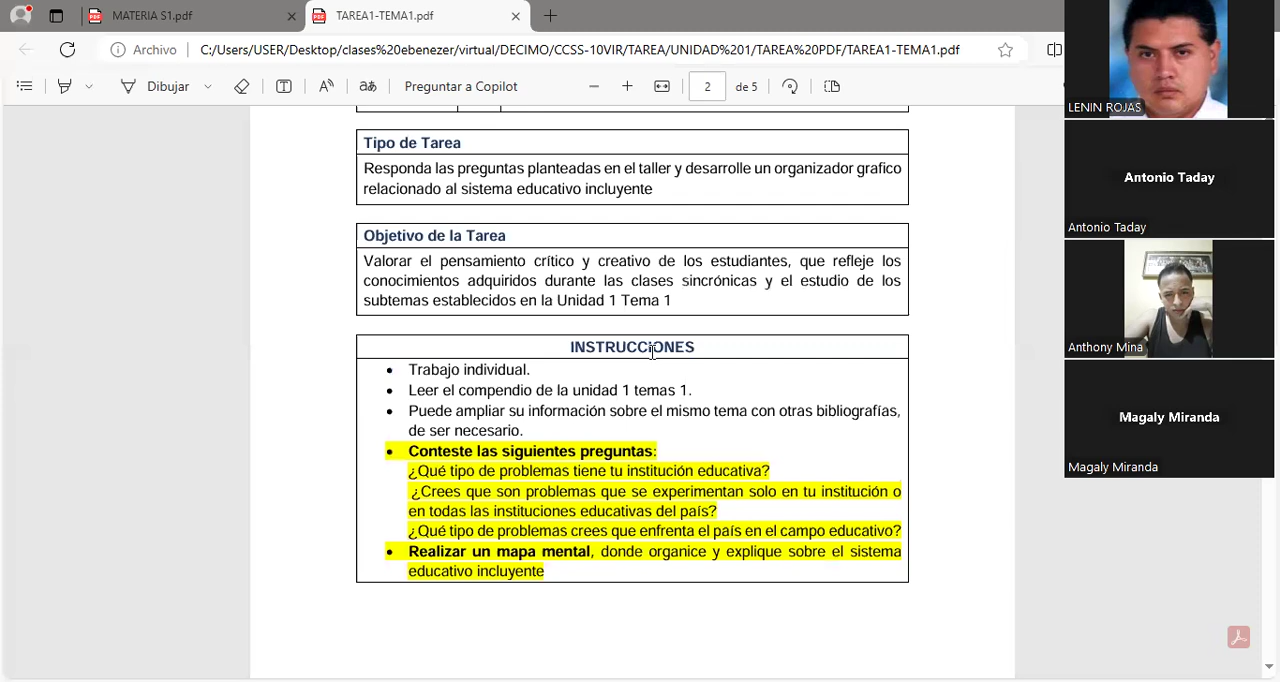 MATERIA S1.pdf
TAREA1-TEMA1.pdf
Archivo
C:/Users/USER/Desktop/clases%20ebenezer/virtual/DECIMO/CCSS-10VIR/TAREA/UNIDAD%201/TAREA%20PDF/TAREA1-TEMA1.pdf
Dibujar
Preguntar a Copilot
2
de 5
Tipo de Tarea
Responda las preguntas planteadas en el taller y desarrolle un organizador grafico
relacionado al sistema educativo incluyente
Objetivo de la Tarea
Valorar el pensamiento crítico y creativo de los estudiantes, que refleje los
conocimientos adquiridos durante las clases sincrónicas y el estudio de los
subtemas establecidos en la Unidad 1 Tema 1
INSTRUCCIONES
• Trabajo individual.
• Leer el compendio de la unidad 1 temas 1.
• Puede ampliar su información sobre el mismo tema con otras bibliografías,
de ser necesario.
• Conteste las siguientes preguntas:
¿Qué tipo de problemas tiene tu institución educativa?
¿Crees que son problemas que se experimentan solo en tu institución o
en todas las instituciones educativas del país?
¿Qué tipo de problemas crees que enfrenta el país en el campo educativo?
• Realizar un mapa mental, donde organice y explique sobre el sistema
educativo incluyente
LENIN ROJAS
Antonio Taday
Antonio Taday
Anthony Mina
Magaly Miranda
Magaly Miranda